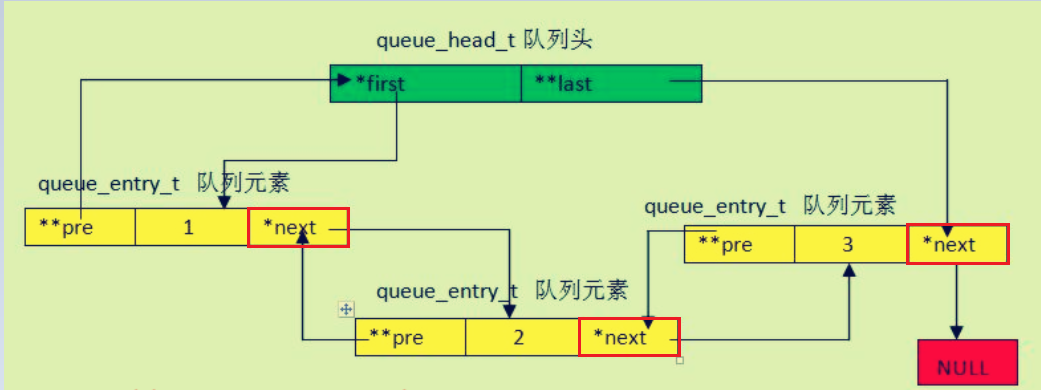 queue_head_t 队列头
*first **last
queue_entry_t 队列元素
**pre 1 *next
queue_entry_t 队列元素
**pre 3 *next
queue_entry_t 队列元素
**pre 2 *next
NULL